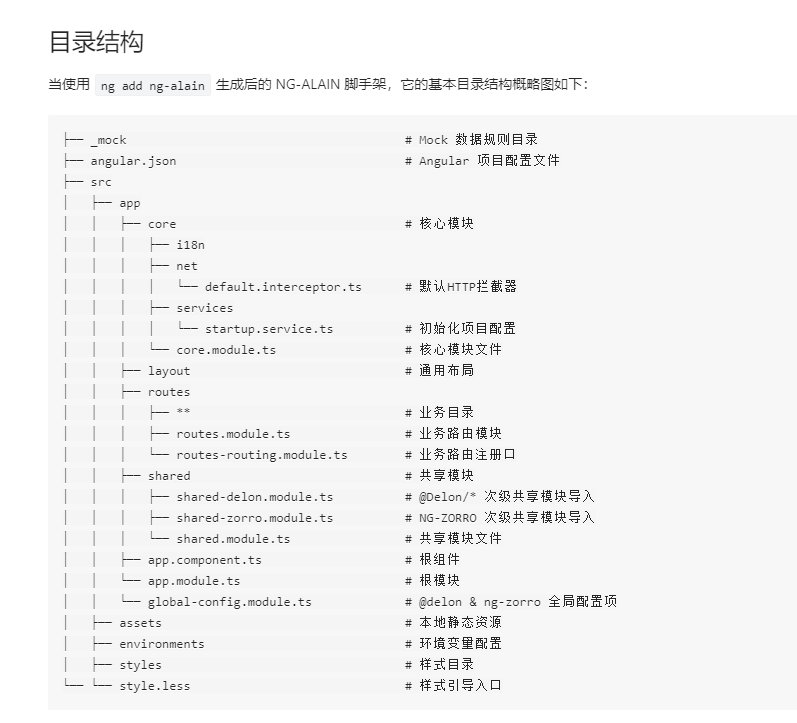 目录结构
当使用 ng add ng-alain 生成后的 NG-ALAIN 脚手架，它的基本目录结构概略图如下：
├── _mock                                       # Mock 数据规则目录
├── angular.json                                # Angular 项目配置文件
├── src
│   ├── app
│   │   ├── core                                # 核心模块
│   │   │   ├── i18n
│   │   │   ├── net
│   │   │   │   └── default.interceptor.ts      # 默认HTTP拦截器
│   │   │   ├── services
│   │   │   │   └── startup.service.ts          # 初始化项目配置
│   │   │   └── core.module.ts                  # 核心模块文件
│   │   ├── layout                              # 通用布局
│   │   ├── routes
│   │   │   ├── **                              # 业务目录
│   │   │   ├── routes.module.ts                # 业务路由模块
│   │   │   └── routes-routing.module.ts        # 业务路由注册口
│   │   ├── shared                              # 共享模块
│   │   │   ├── shared-delon.module.ts          # @Delon/* 次级共享模块导入
│   │   │   ├── shared-zorro.module.ts          # NG-ZORRO 次级共享模块导入
│   │   │   └── shared.module.ts                # 共享模块文件
│   │   ├── app.component.ts                    # 根组件
│   │   └── app.module.ts                       # 根模块
│   │   └── global-config.module.ts             # @delon & ng-zorro 全局配置项
│   ├── assets                                  # 本地静态资源
│   ├── environments                            # 环境变量配置
│   ├── styles                                  # 样式目录
└── └── style.less                              # 样式引导入口